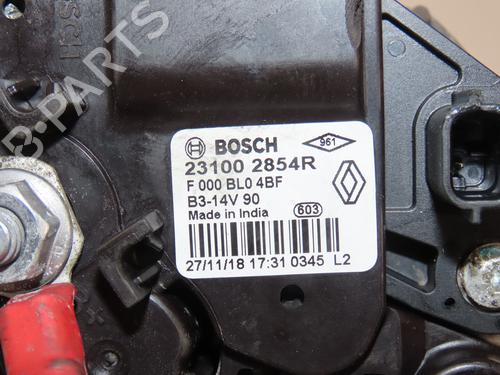 BOSCH
B-PARTS
BOSCH
961
23100 2854R
F 000 BL0 4BF
B3-14V 90
Made in India
603
27/11/18 17:31 0345 L2